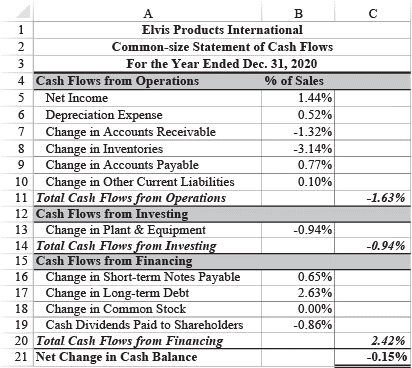 A B C
1 Elvis Products International
2 Common-size Statement of Cash Flows
3 For the Year Ended Dec. 31, 2020
4 Cash Flows from Operations % of Sales
5 Net Income 1.44%
6 Depreciation Expense 0.52%
7 Change in Accounts Receivable -1.32%
8 Change in Inventories -3.14%
9 Change in Accounts Payable 0.77%
10 Change in Other Current Liabilities 0.10%
11 Total Cash Flows from Operations -1.63%
12 Cash Flows from Investing
13 Change in Plant & Equipment -0.94%
14 Total Cash Flows from Investing -0.94%
15 Cash Flows from Financing
16 Change in Short-term Notes Payable 0.65%
17 Change in Long-term Debt 2.63%
18 Change in Common Stock 0.00%
19 Cash Dividends Paid to Shareholders -0.86%
20 Total Cash Flows from Financing 2.42%
21 Net Change in Cash Balance -0.15%